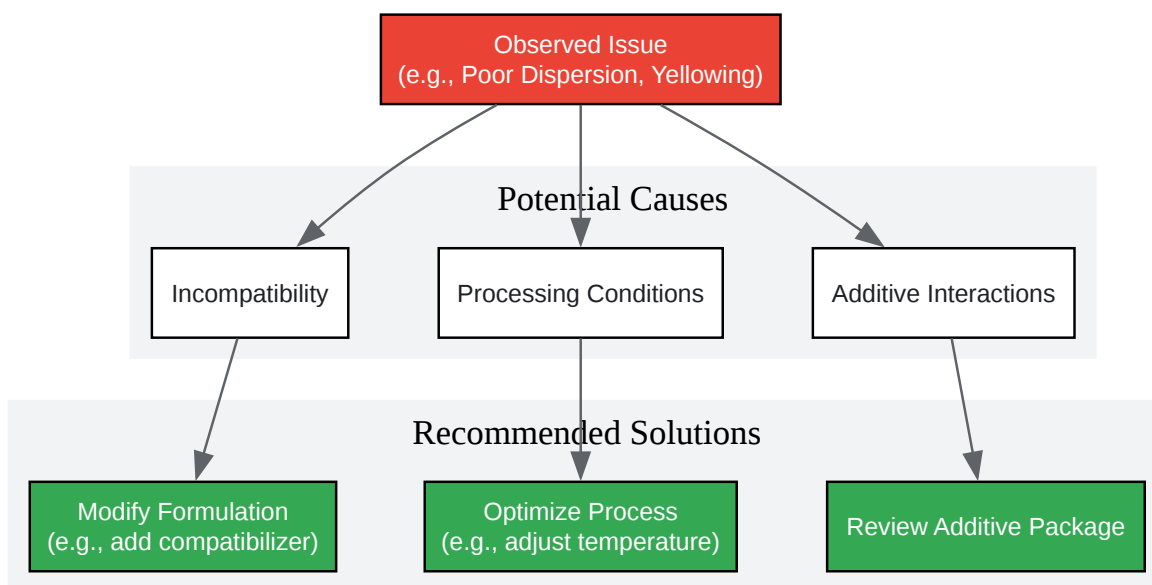 Observed Issue
(e.g., Poor Dispersion, Yellowing)
Potential Causes
Incompatibility
Processing Conditions
Additive Interactions
Recommended Solutions
Modify Formulation
(e.g., add compatibilizer)
Optimize Process
(e.g., adjust temperature)
Review Additive Package